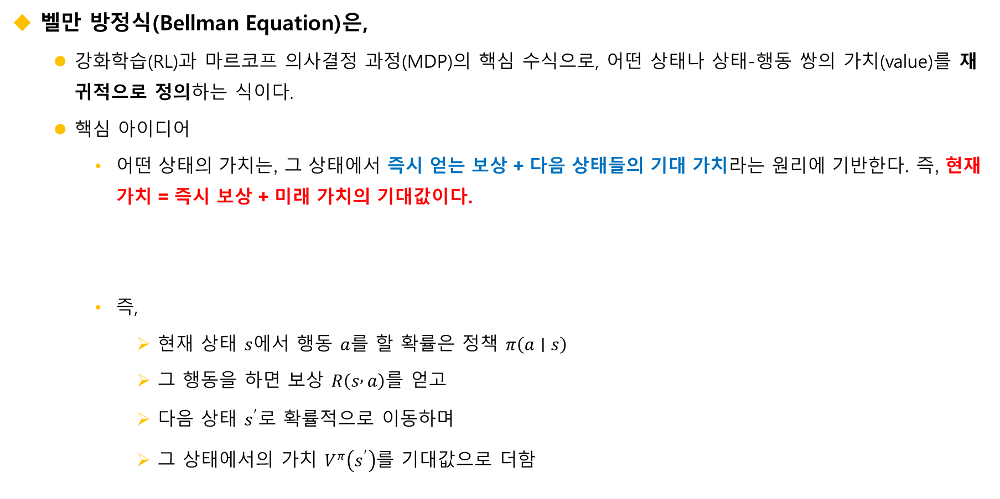 ◆ 벨만 방정식(Bellman Equation)은,
● 강화학습(RL)과 마르코프 의사결정 과정(MDP)의 핵심 수식으로, 어떤 상태나 상태-행동 쌍의 가치(value)를 재
귀적으로 정의하는 식이다.
● 핵심 아이디어
• 어떤 상태의 가치는, 그 상태에서 즉시 얻는 보상 + 다음 상태들의 기대 가치라는 원리에 기반한다. 즉, 현재
가치 = 즉시 보상 + 미래 가치의 기대값이다.
• 즉,
➢ 현재 상태 s에서 행동 a를 할 확률은 정책 π(a ∣ s)
➢ 그 행동을 하면 보상 R(s, a)를 얻고
➢ 다음 상태 s′로 확률적으로 이동하며
➢ 그 상태에서의 가치 V^π(s′)를 기대값으로 더함